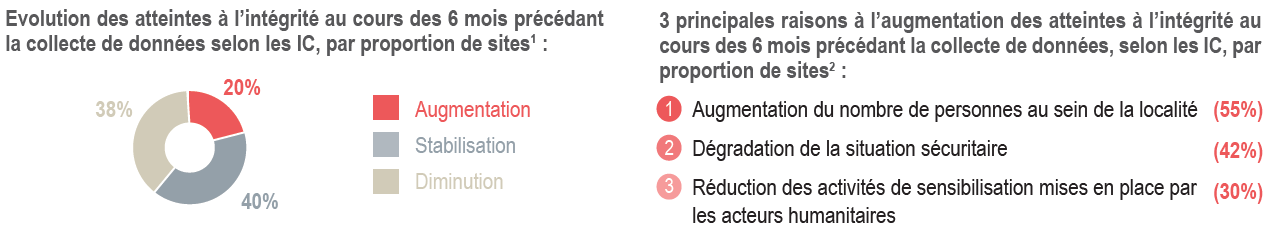 Evolution des atteintes à l'intégrité au cours des 6 mois précédant
la collecte de données selon les IC, par proportion de sites¹ :
20%
38%
40%
Augmentation
Stabilisation
Diminution
3 principales raisons à l'augmentation des atteintes à l'intégrité au
cours des 6 mois précédant la collecte de données, selon les IC, par
proportion de sites² :
1 Augmentation du nombre de personnes au sein de la localité (55%)
2 Dégradation de la situation sécuritaire (42%)
3 Réduction des activités de sensibilisation mises en place par (30%)
les acteurs humanitaires